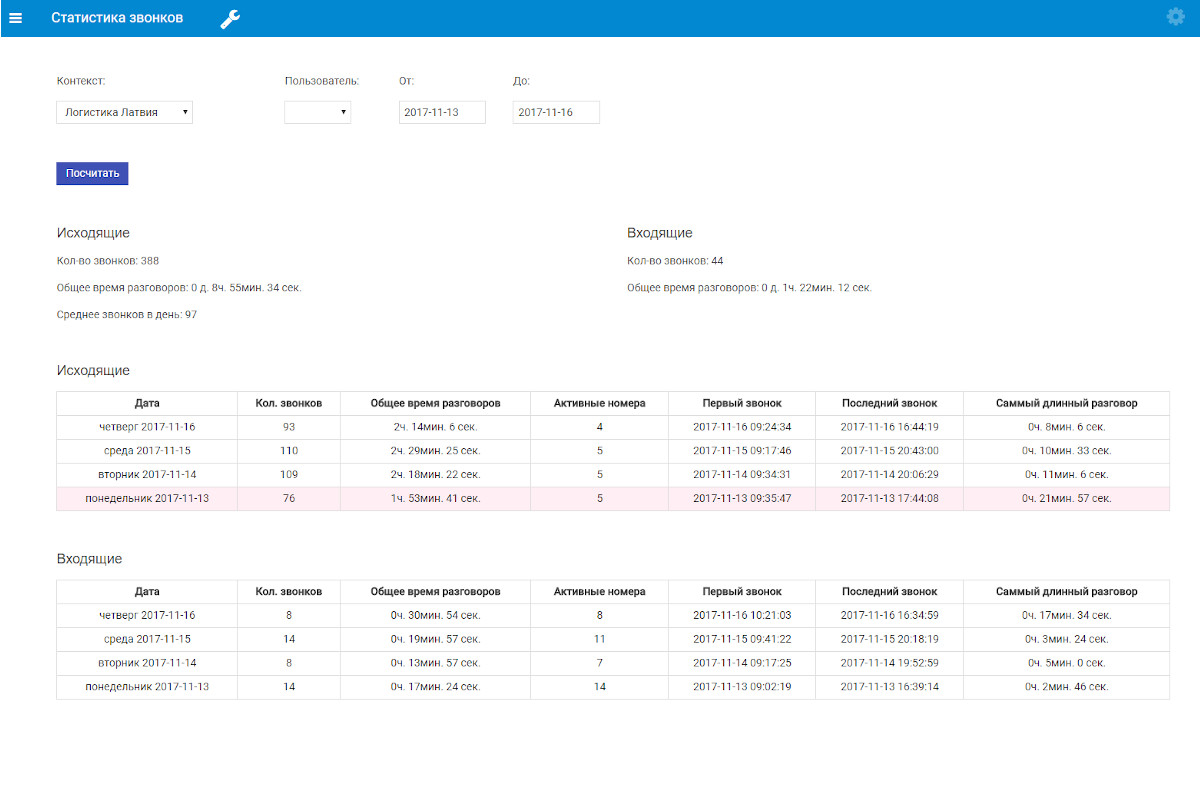 Статистика звонков
Контекст: Пользователь: От: До:
Логистика Латвия 2017-11-13 2017-11-16
Посчитать
Исходящие Входящие
Кол-во звонков: 388 Кол-во звонков: 44
Общее время разговоров: 0 д. 8ч. 55мин. 34 сек. Общее время разговоров: 0 д. 1ч. 22мин. 12 сек.
Среднее звонков в день: 97
Исходящие
Дата Кол. звонков Общее время разговоров Активные номера Первый звонок Последний звонок Саммый длинный разговор
четверг 2017-11-16 93 2ч. 14мин. 6 сек. 4 2017-11-16 09:24:34 2017-11-16 16:44:19 0ч. 8мин. 6 сек.
среда 2017-11-15 110 2ч. 29мин. 25 сек. 5 2017-11-15 09:17:46 2017-11-15 20:43:00 0ч. 10мин. 33 сек.
вторник 2017-11-14 109 2ч. 18мин. 22 сек. 5 2017-11-14 09:34:31 2017-11-14 20:06:29 0ч. 11мин. 6 сек.
понедельник 2017-11-13 76 1ч. 53мин. 41 сек. 5 2017-11-13 09:35:47 2017-11-13 17:44:08 0ч. 21мин. 57 сек.
Входящие
Дата Кол. звонков Общее время разговоров Активные номера Первый звонок Последний звонок Саммый длинный разговор
четверг 2017-11-16 8 0ч. 30мин. 54 сек. 8 2017-11-16 10:21:03 2017-11-16 16:34:59 0ч. 17мин. 34 сек.
среда 2017-11-15 14 0ч. 19мин. 57 сек. 11 2017-11-15 09:41:22 2017-11-15 20:18:19 0ч. 3мин. 24 сек.
вторник 2017-11-14 8 0ч. 13мин. 57 сек. 7 2017-11-14 09:17:25 2017-11-14 19:52:59 0ч. 5мин. 0 сек.
понедельник 2017-11-13 14 0ч. 17мин. 24 сек. 14 2017-11-13 09:02:19 2017-11-13 16:39:14 0ч. 2мин. 46 сек.